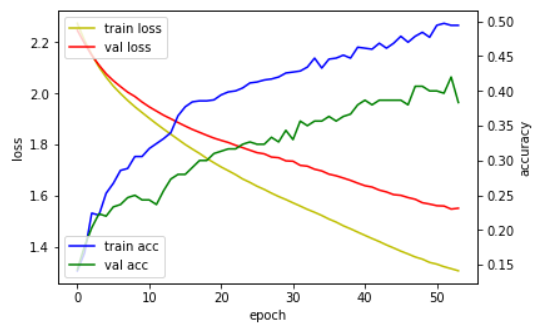 train loss
val loss
train acc
val acc
2.2
2.0
1.8
1.6
1.4
loss
0.50
0.45
0.40
0.35
0.30
0.25
0.20
0.15
accuracy
0 10 20 30 40 50
epoch